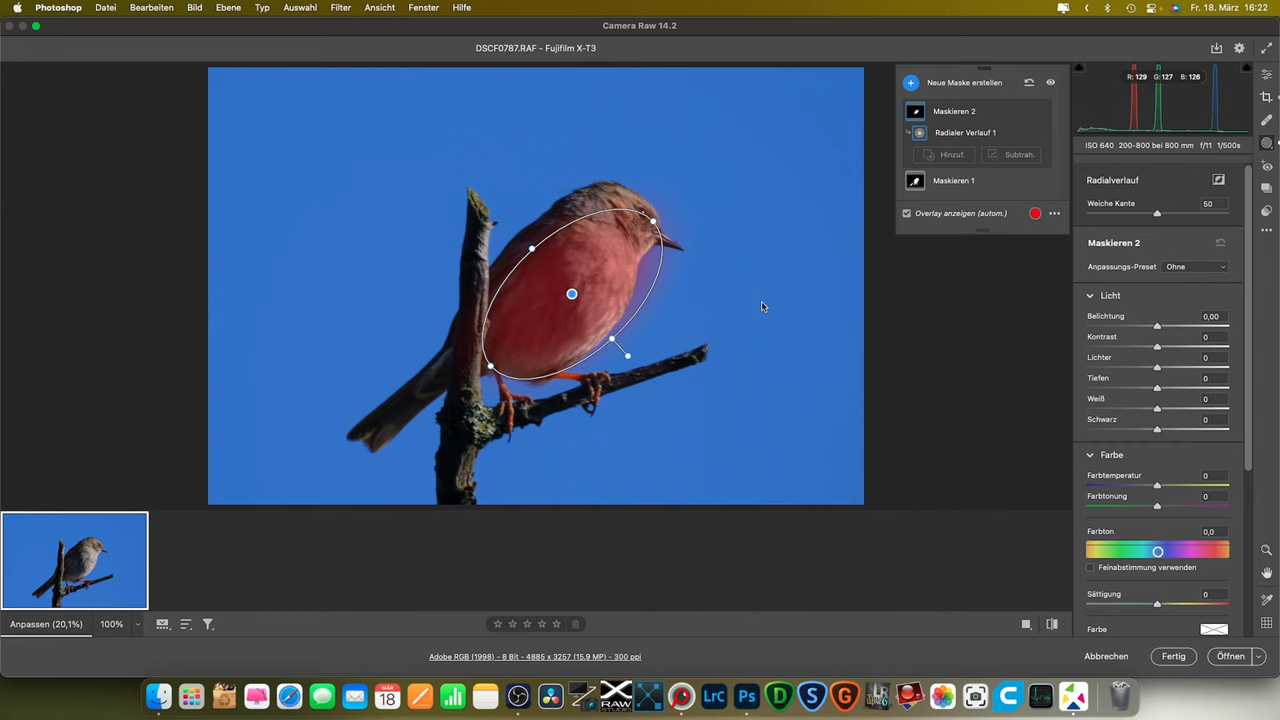 Photoshop Datei Bearbeiten Bild Ebene Typ Auswahl Filter Ansicht Fenster Hilfe Fr. 18. März 16:22
Camera Raw 14.2
DSCF0787.RAF - Fujifilm X-T3
R: 129 G: 127 B: 126
ISO 640 200-800 bei 800 mm f/11 1/500s
Neue Maske erstellen
Maskieren 2
Radialer Verlauf 1
Hinzuf. Subtrah.
Maskieren 1
Overlay anzeigen (autom.)
Radialverlauf
Weiche Kante 50
Maskieren 2
Anpassungs-Preset Ohne
Licht
Belichtung 0,00
Kontrast 0
Lichter 0
Tiefen 0
Weiß 0
Schwarz 0
Farbe
Farbtemperatur 0
Farbtonung 0
Farbton 0,0
Feinabstimmung verwenden
Sättigung 0
Farbe
Anpassen (20,1%) 100%
Adobe RGB (1998) - 8 Bit - 4885 x 3257 (15.9 MP) - 300 ppi
Abbrechen Fertig Öffnen
MÄR
18
X RAW
STUDIO
LrC
Ps
D
S
G